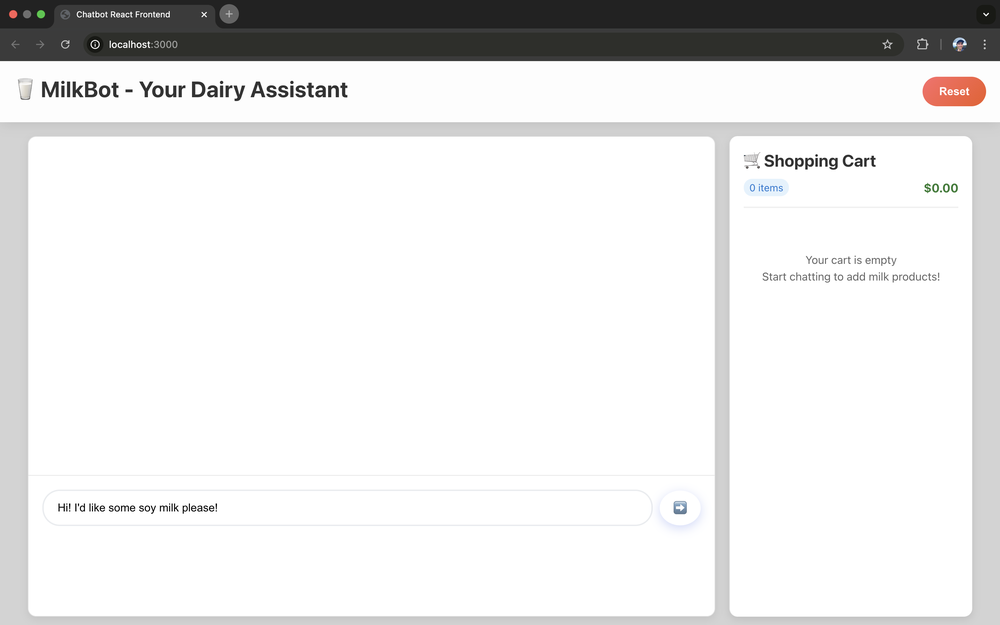 Chatbot React Frontend
localhost:3000
MilkBot - Your Dairy Assistant
Reset
Shopping Cart
0 items
$0.00
Your cart is empty
Start chatting to add milk products!
Hi! I'd like some soy milk please!